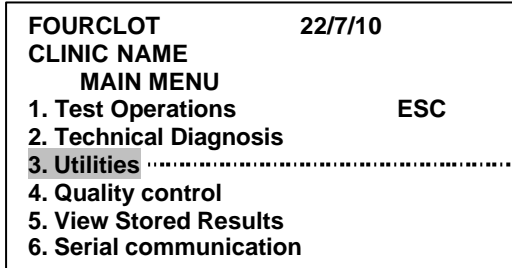 FOURCLOT 22/7/10
CLINIC NAME
MAIN MENU
1. Test Operations ESC
2. Technical Diagnosis
3. Utilities
4. Quality control
5. View Stored Results
6. Serial communication